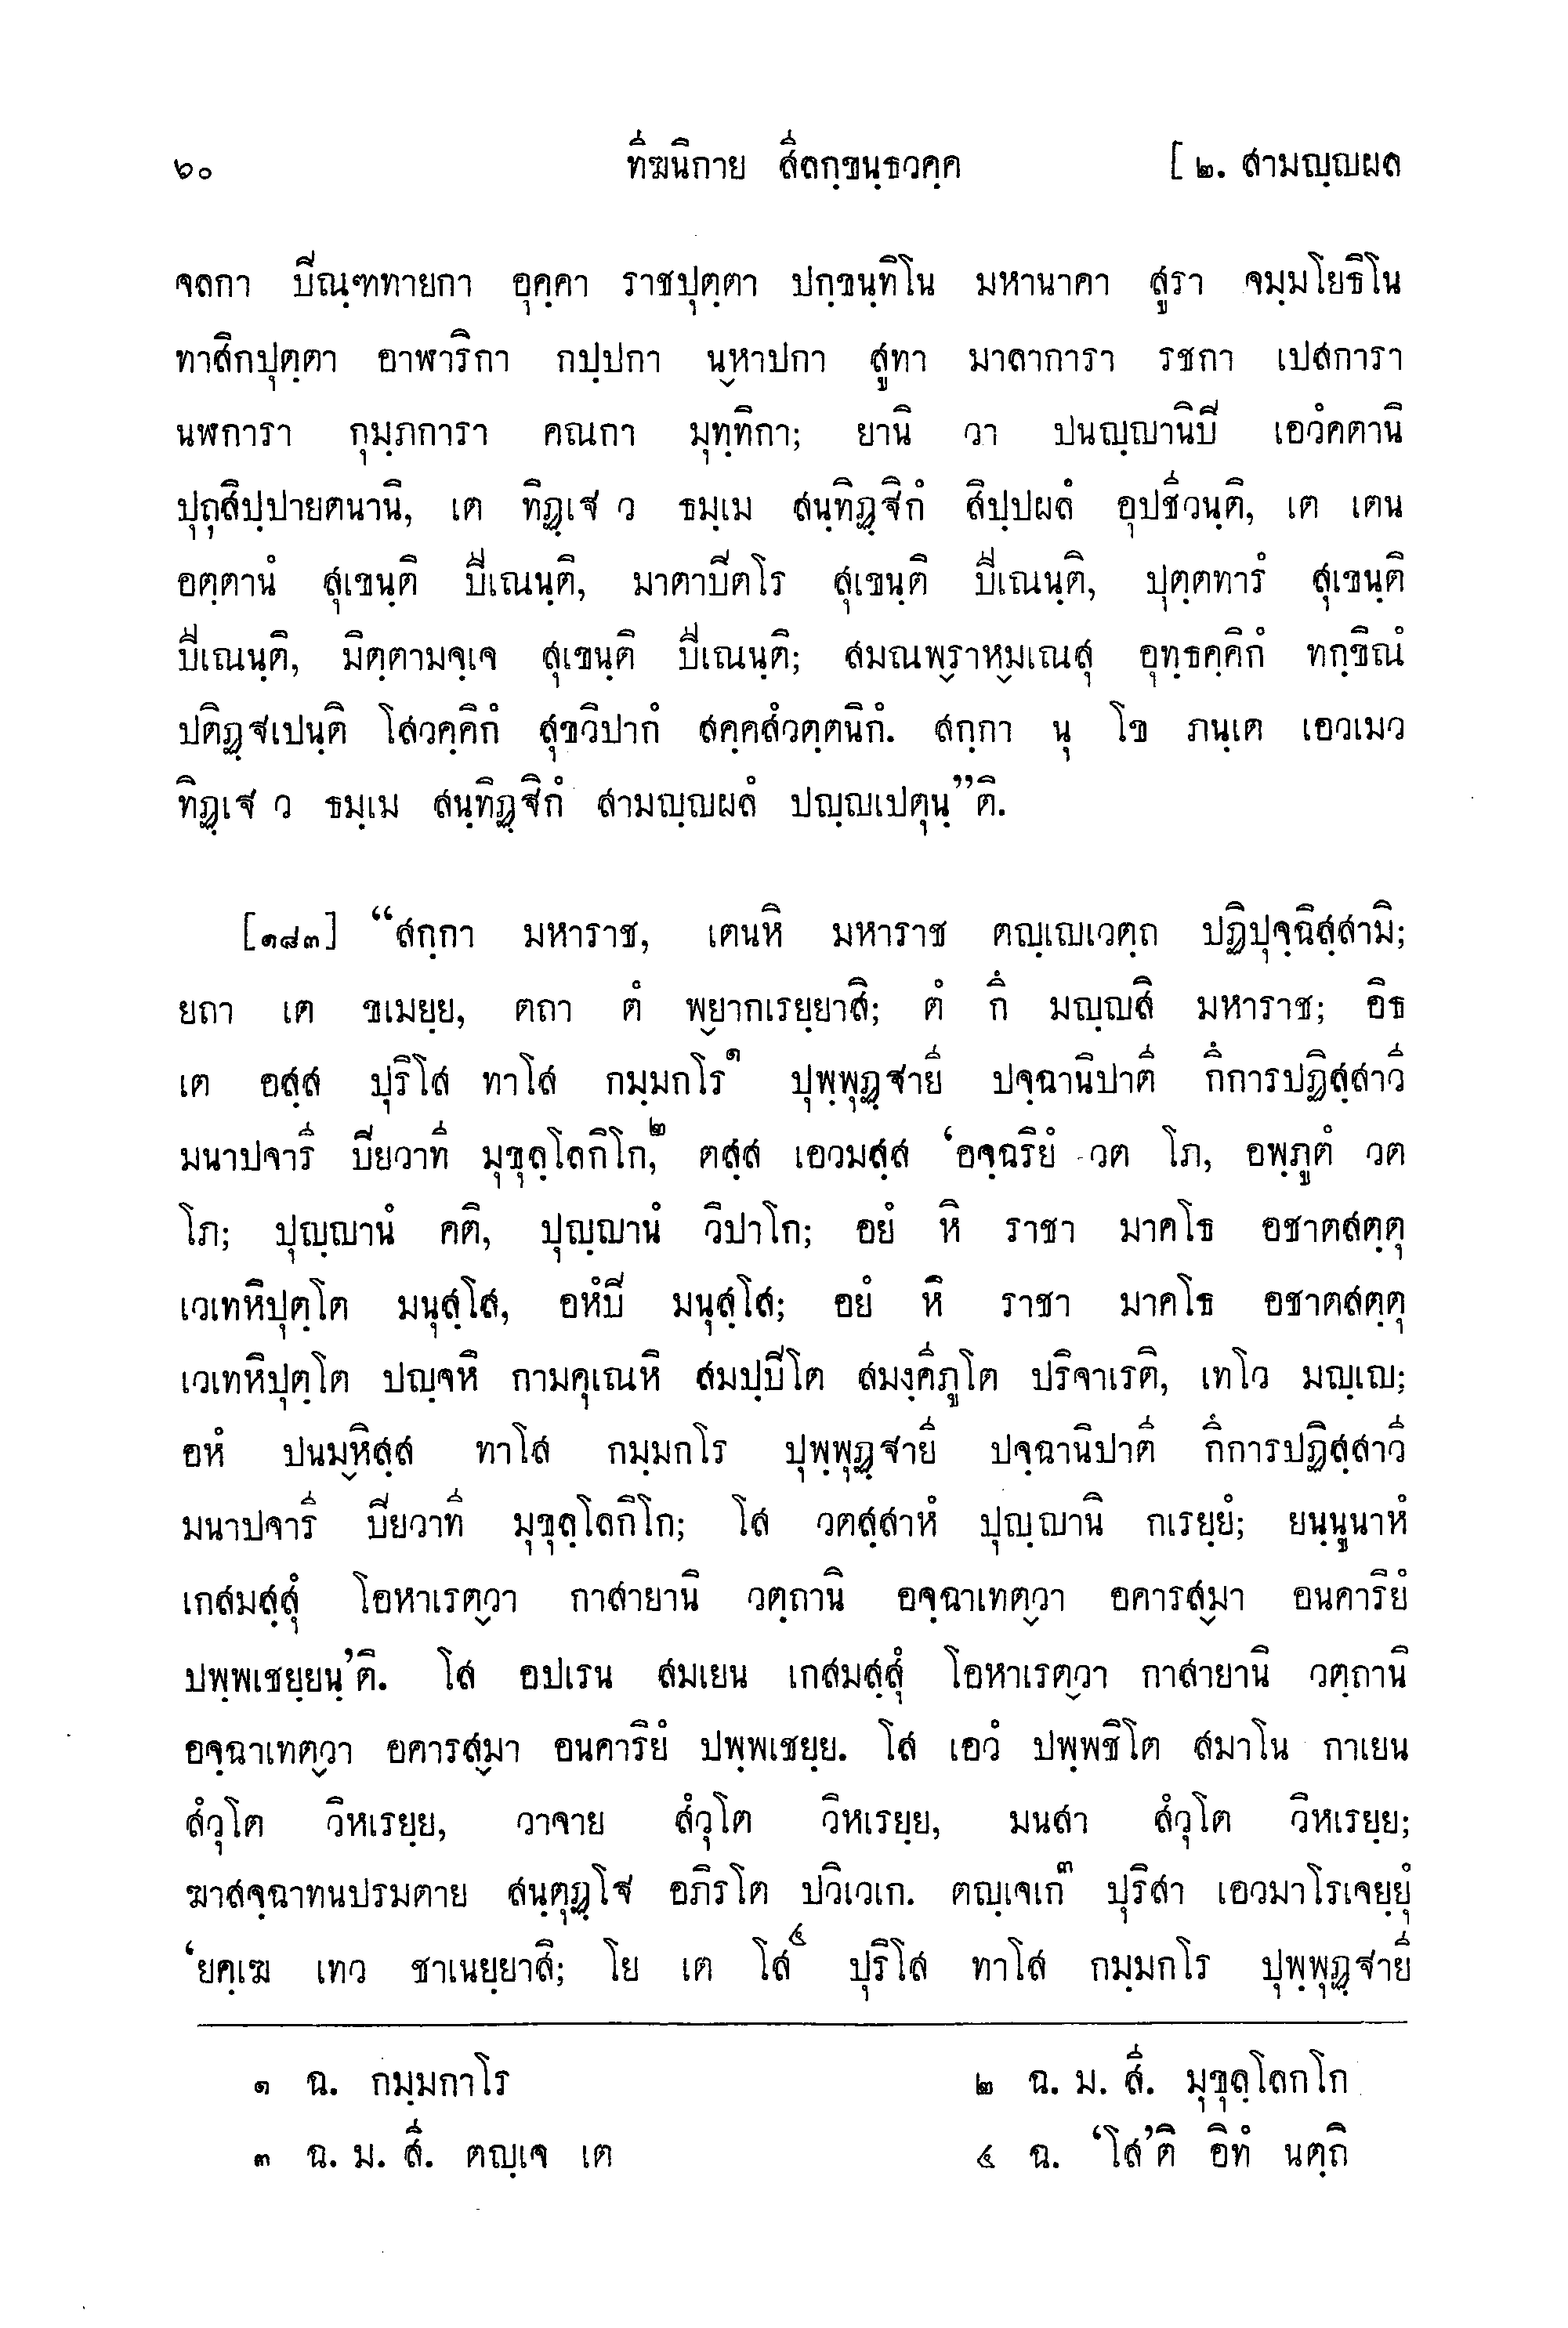 ๖๐ ทีฆนิกาย สีลกฺขนฺธวคฺค [ ๒. สามญฺญผล
จลกา ปิณฺฑทายกา อุคฺคา ราชปุตฺตา ปกฺขนฺทิโน มหานาคา สูรา จมฺมโยธิโน
ทาสิกปุตฺตา อาฬาริกา กปฺปกา นฺหาปกา สูทา มาลาการา รชกา เปสการา
นฬการา กุมฺภการา คณกา มุทฺทิกา; ยานิ วา ปนญฺญานิปิ เอวํคตานิ
ปุถุสิปฺปายตนานิ, เต ทิฏฺเฐ ว ธมฺเม สนฺทิฏฺฐิกํ สิปฺปผลํ อุปชีวนฺติ, เต เตน
อตฺตานํ สุเขนฺติ ปีเณนฺติ, มาตาปิตโร สุเขนฺติ ปีเณนฺติ, ปุตฺตทารํ สุเขนฺติ
ปีเณนฺติ, มิตฺตามจฺเจ สุเขนฺติ ปีเณนฺติ; สมณพฺราหฺมเณสุ อุทฺธคฺคิกํ ทกฺขิณํ
ปติฏฺฐเปนฺติ โสวคฺคิกํ สุขวิปากํ สคฺคสํวตฺตนิกํ. สกฺกา นุ โข ภนฺเต เอวเมว
ทิฏฺเฐ ว ธมฺเม สนฺทิฏฺฐิกํ สามญฺญผลํ ปญฺญเปตุนฺ”ติ.
[๑๘๓] “สกฺกา มหาราช, เตนหิ มหาราช ตญฺเญเวตฺถ ปฏิปุจฺฉิสฺสามิ;
ยถา เต ขเมยฺย, ตถา ตํ พฺยากเรยฺยาสิ; ตํ กึ มญฺญสิ มหาราช; อิธ
เต อสฺส ปุริโส ทาโส กมฺมกโร๑ ปุพฺพุฏฺฐายี ปจฺฉานิปาตี กึการปฏิสฺสาวี
มนาปจารี ปิยวาที มุขุลฺโลกิโก,๒ ตสฺส เอวมสฺส ‘อจฺฉริยํ วต โภ, อพฺภูตํ วต
โภ; ปุญฺญานํ คติ, ปุญฺญานํ วิปาโก; อยํ หิ ราชา มาคโธ อชาตสตฺตุ
เวเทหิปุตฺโต มนุสฺโส, อหํปิ มนุสฺโส; อยํ หิ ราชา มาคโธ อชาตสตฺตุ
เวเทหิปุตฺโต ปญฺจหิ กามคุเณหิ สมปฺปิโต สมงฺคีภูโต ปริจาเรติ, เทโว มญฺเญ;
อหํ ปนมฺหิสฺส ทาโส กมฺมกโร ปุพฺพุฏฺฐายี ปจฺฉานิปาตี กึการปฏิสฺสาวี
มนาปจารี ปิยวาที มุขุลฺโลกิโก; โส วตสฺสาหํ ปุญฺญานิ กเรยฺยํ; ยนฺนูนาหํ
เกสมสฺสุํ โอหาเรตฺวา กาสายานิ วตฺถานิ อจฺฉาเทตฺวา อคารสฺมา อนคาริยํ
ปพฺพเชยฺยนฺ’ติ. โส อปเรน สมเยน เกสมสฺสุํ โอหาเรตฺวา กาสายานิ วตฺถานิ
อจฺฉาเทตฺวา อคารสฺมา อนคาริยํ ปพฺพเชยฺย. โส เอวํ ปพฺพชิโต สมาโน กาเยน
สํวุโต วิหเรยฺย, วาจาย สํวุโต วิหเรยฺย, มนสา สํวุโต วิหเรยฺย;
ฆาสจฺฉาทนปรมตาย สนฺตุฏฺโฐ อภิรโต ปวิเวเก. ตญฺเจเก๓ ปุริสา เอวมาโรเจยฺยุํ
‘ยคฺเฆ เทว ชาเนยฺยาสิ; โย เต โส๔ ปุริโส ทาโส กมฺมกโร ปุพฺพุฏฺฐายี
๑ ฉ. กมฺมกาโร ๒ ฉ. ม. สี. มุขุลฺโลกโก
๓ ฉ. ม. สี. ตญฺเจ เต ๔ ฉ. ‘โส’ติ อิทํ นตฺถิ